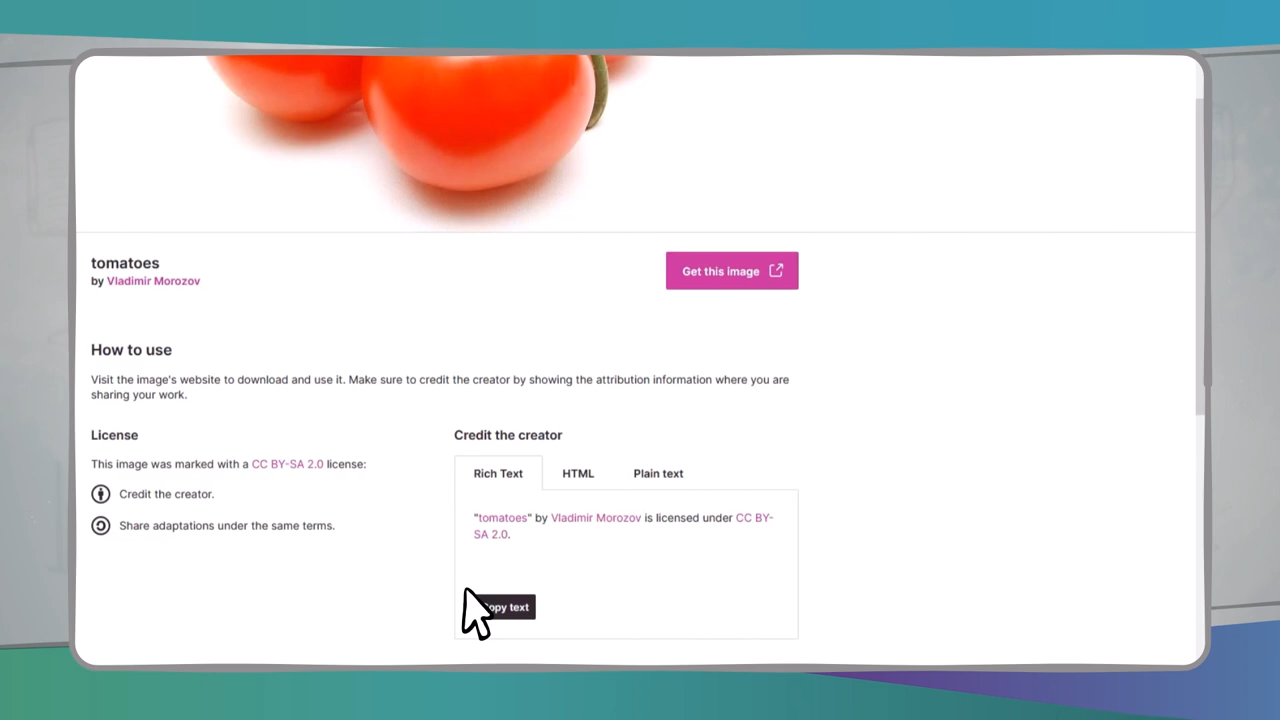 tomatoes
by Vladimir Morozov
Get this image
How to use
Visit the image's website to download and use it. Make sure to credit the creator by showing the attribution information where you are
sharing your work.
License
Credit the creator
This image was marked with a CC BY-SA 2.0 license:
Credit the creator.
Share adaptations under the same terms.
Rich Text
HTML
Plain text
"tomatoes" by Vladimir Morozov is licensed under CC BY-
SA 2.0.
text